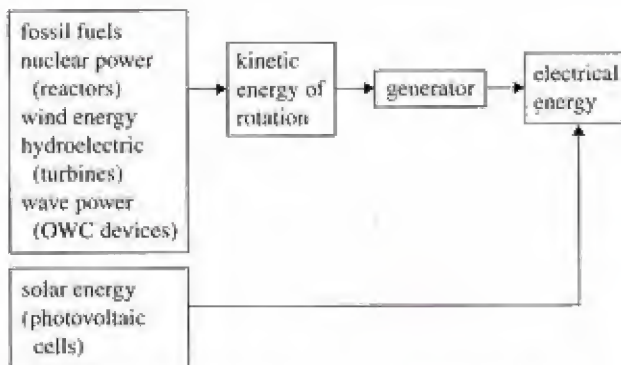 fossil fuels
nuclear power
(reactors)
wind energy
hydroelectric
(turbines)
wave power
(OWC devices)
kinetic
energy of
rotation
generator
electrical
energy
solar energy
(photovoltaic
cells)